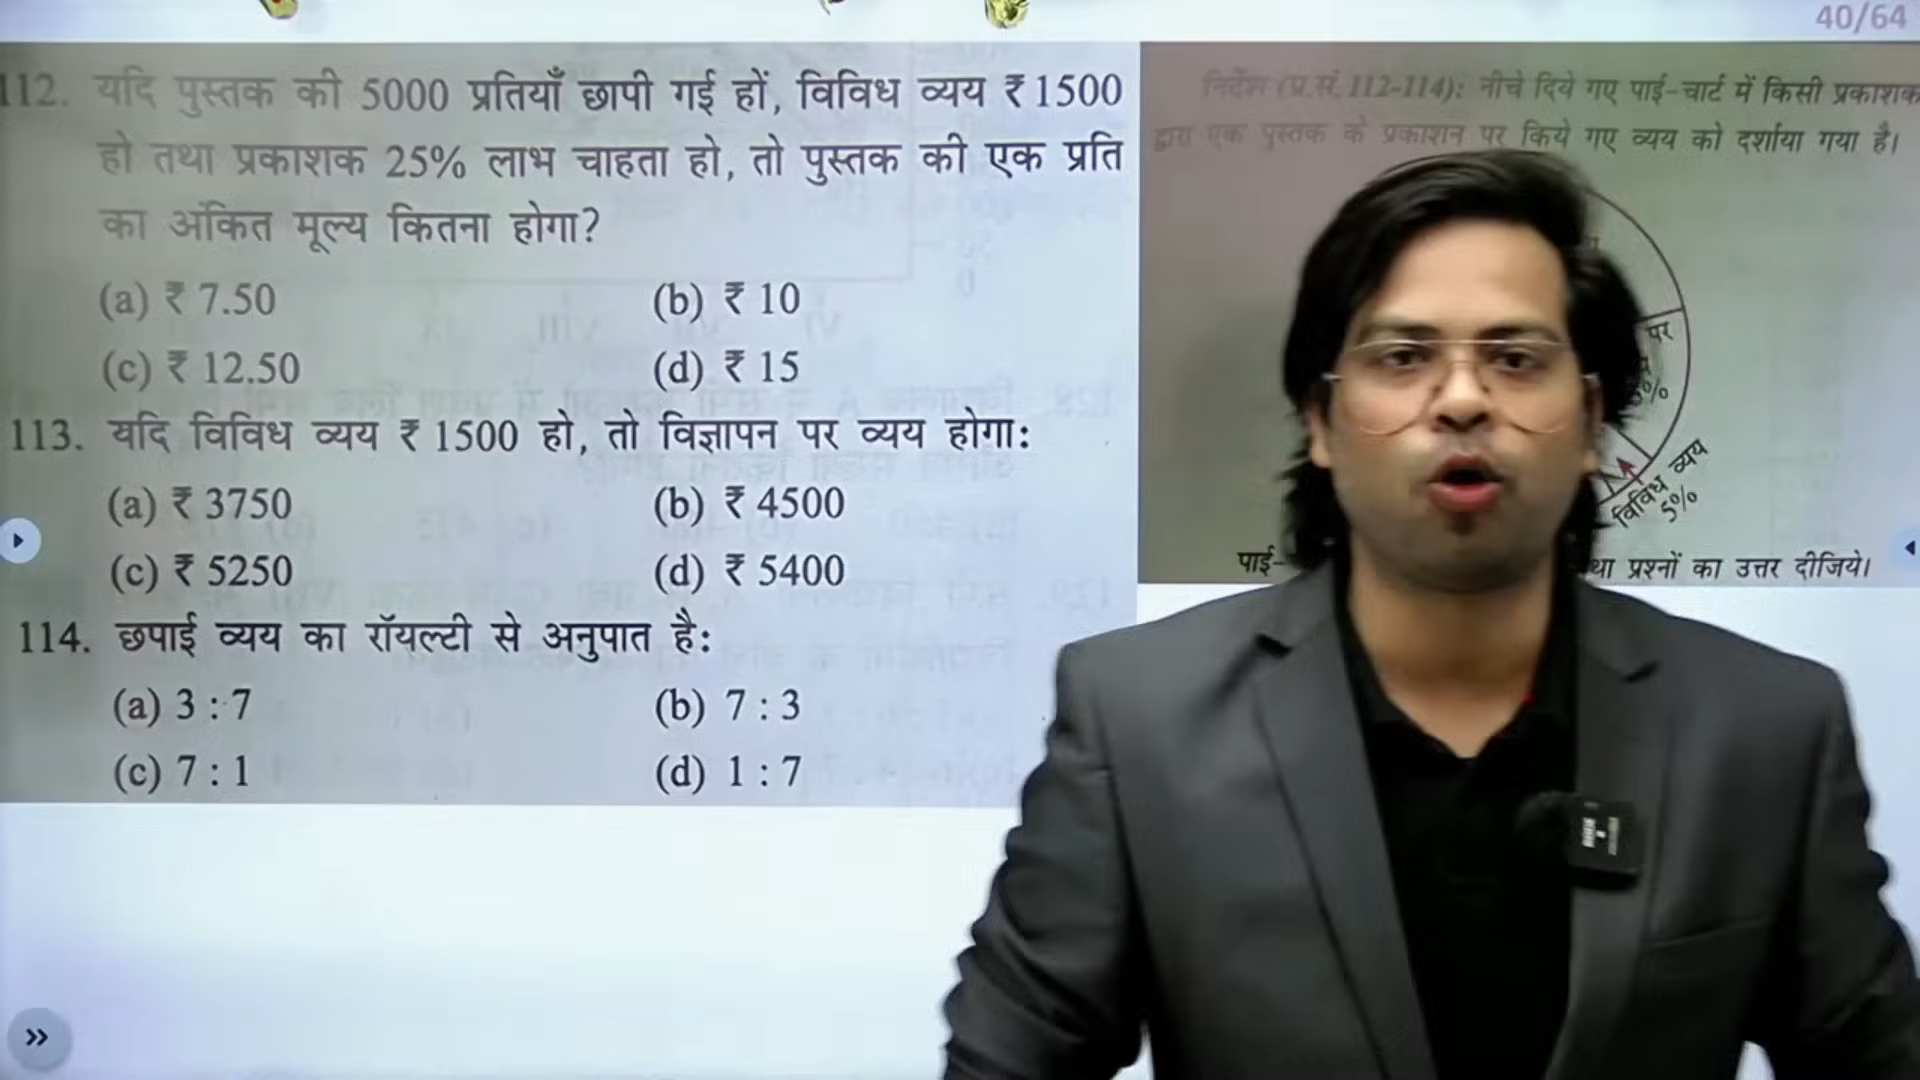 40/64
112. यदि पुस्तक की 5000 प्रतियाँ छापी गई हों, विविध व्यय ₹ 1500
हो तथा प्रकाशक 25% लाभ चाहता हो, तो पुस्तक की एक प्रति
का अंकित मूल्य कितना होगा?
(a) ₹ 7.50 (b) ₹ 10
(c) ₹ 12.50 (d) ₹ 15
113. यदि विविध व्यय ₹ 1500 हो, तो विज्ञापन पर व्यय होगा:
(a) ₹ 3750 (b) ₹ 4500
(c) ₹ 5250 (d) ₹ 5400
114. छपाई व्यय का रॉयल्टी से अनुपात है:
(a) 3 : 7 (b) 7 : 3
(c) 7 : 1 (d) 1 : 7
निर्देश (प्र.सं. 112-114): नीचे दिये गए पाई-चार्ट में किसी प्रकाशक
द्वारा एक पुस्तक के प्रकाशन पर किये गए व्यय को दर्शाया गया है।
पर
विविध व्यय
5%
पाई-
था प्रश्नों का उत्तर दीजिये।